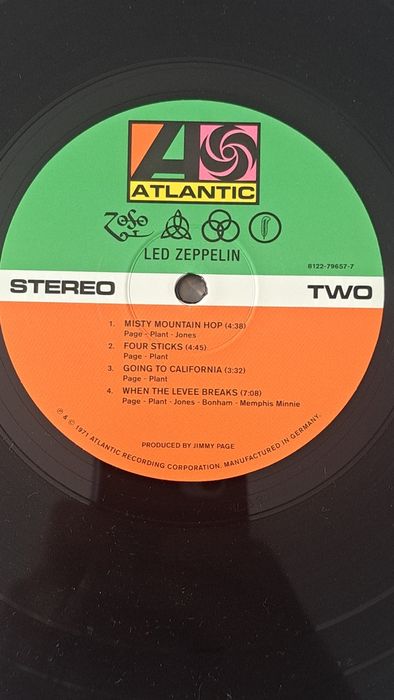 ATLANTIC
LED ZEPPELIN
8122-79657-7
STEREO TWO
1. MISTY MOUNTAIN HOP (4:38)
Page - Plant - Jones
2. FOUR STICKS (4:45)
Page - Plant
3. GOING TO CALIFORNIA (3:32)
Page - Plant
4. WHEN THE LEVEE BREAKS (7:08)
Page - Plant - Jones - Bonham - Memphis Minnie
PRODUCED BY JIMMY PAGE
℗ & © 1971 ATLANTIC RECORDING CORPORATION. MANUFACTURED IN GERMANY.